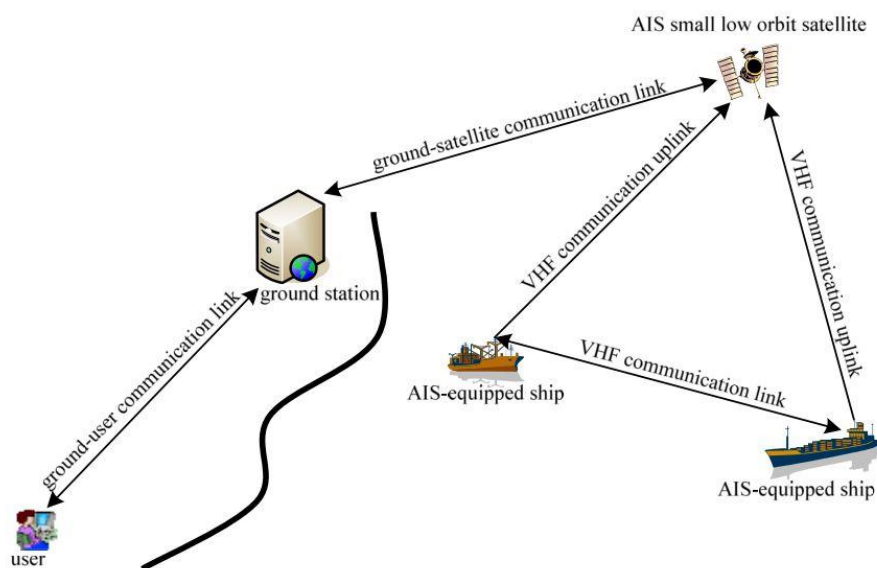 AIS small low orbit satellite
ground-satellite communication link
VHF communication uplink
VHF communication uplink
ground station
ground-user communication link
VHF communication link
AIS-equipped ship
AIS-equipped ship
user